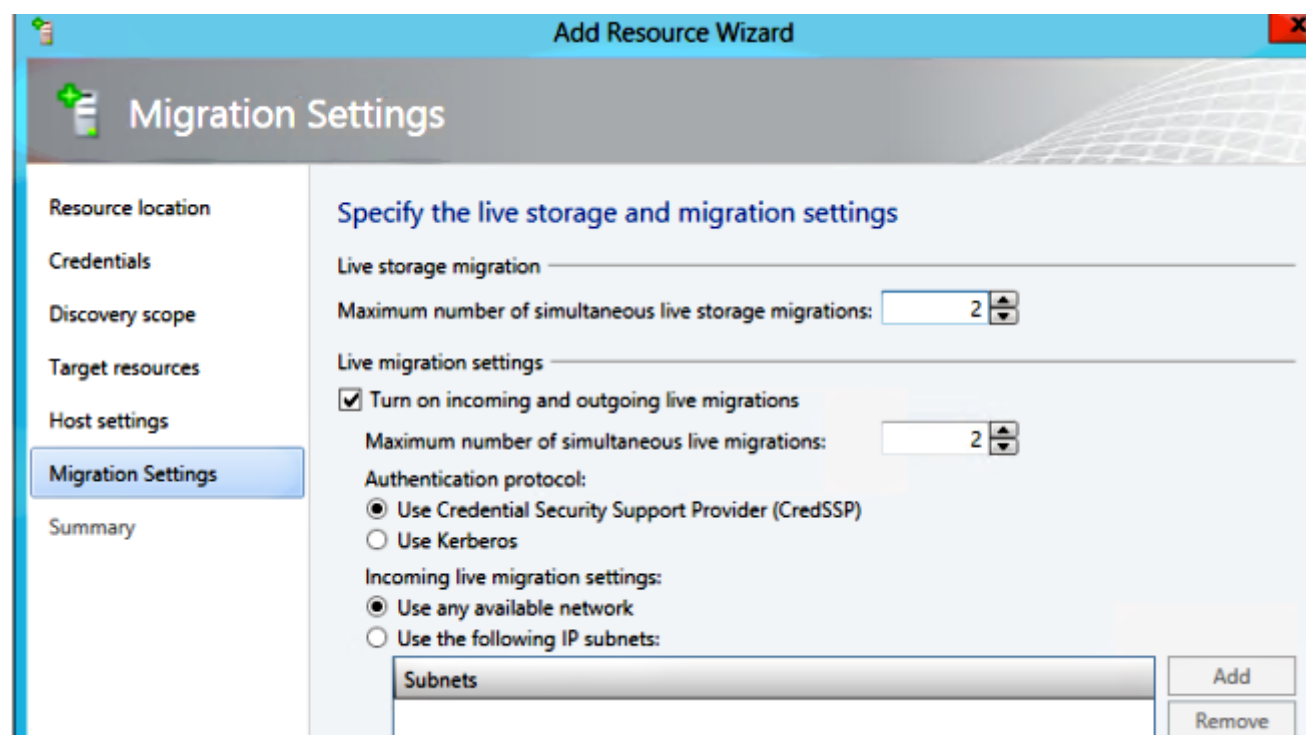 Add Resource Wizard
x
Migration Settings
Resource location
Credentials
Discovery scope
Target resources
Host settings
Migration Settings
Summary
Specify the live storage and migration settings
Live storage migration
Maximum number of simultaneous live storage migrations: 2
Live migration settings
Turn on incoming and outgoing live migrations
Maximum number of simultaneous live migrations: 2
Authentication protocol:
Use Credential Security Support Provider (CredSSP)
Use Kerberos
Incoming live migration settings:
Use any available network
Use the following IP subnets:
Subnets
Add
Remove